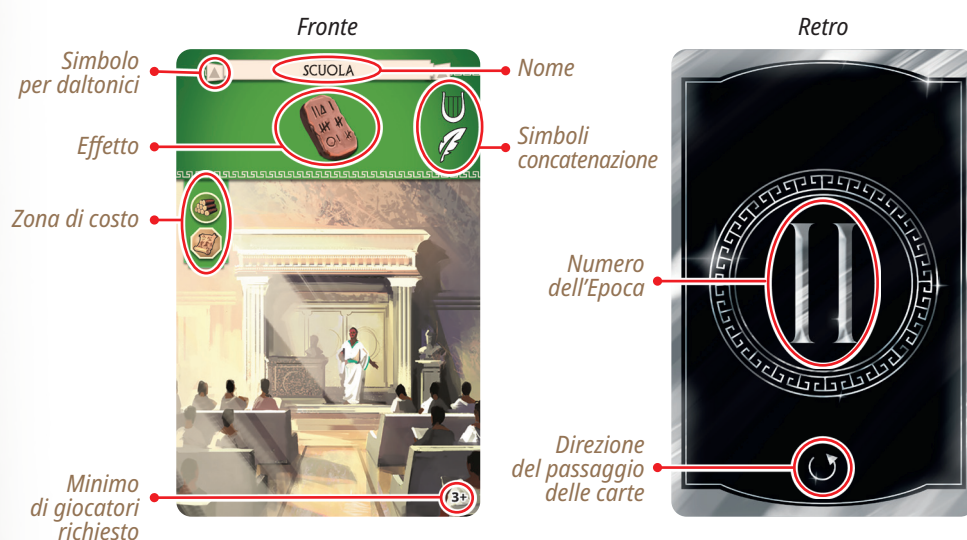 Fronte
Retro
Simbolo
per daltonici
SCUOLA
Nome
Effetto
Simboli
concatenazione
Zona di costo
Numero
dell'Epoca
II
Direzione
del passaggio
delle carte
Minimo
di giocatori
richiesto
3+